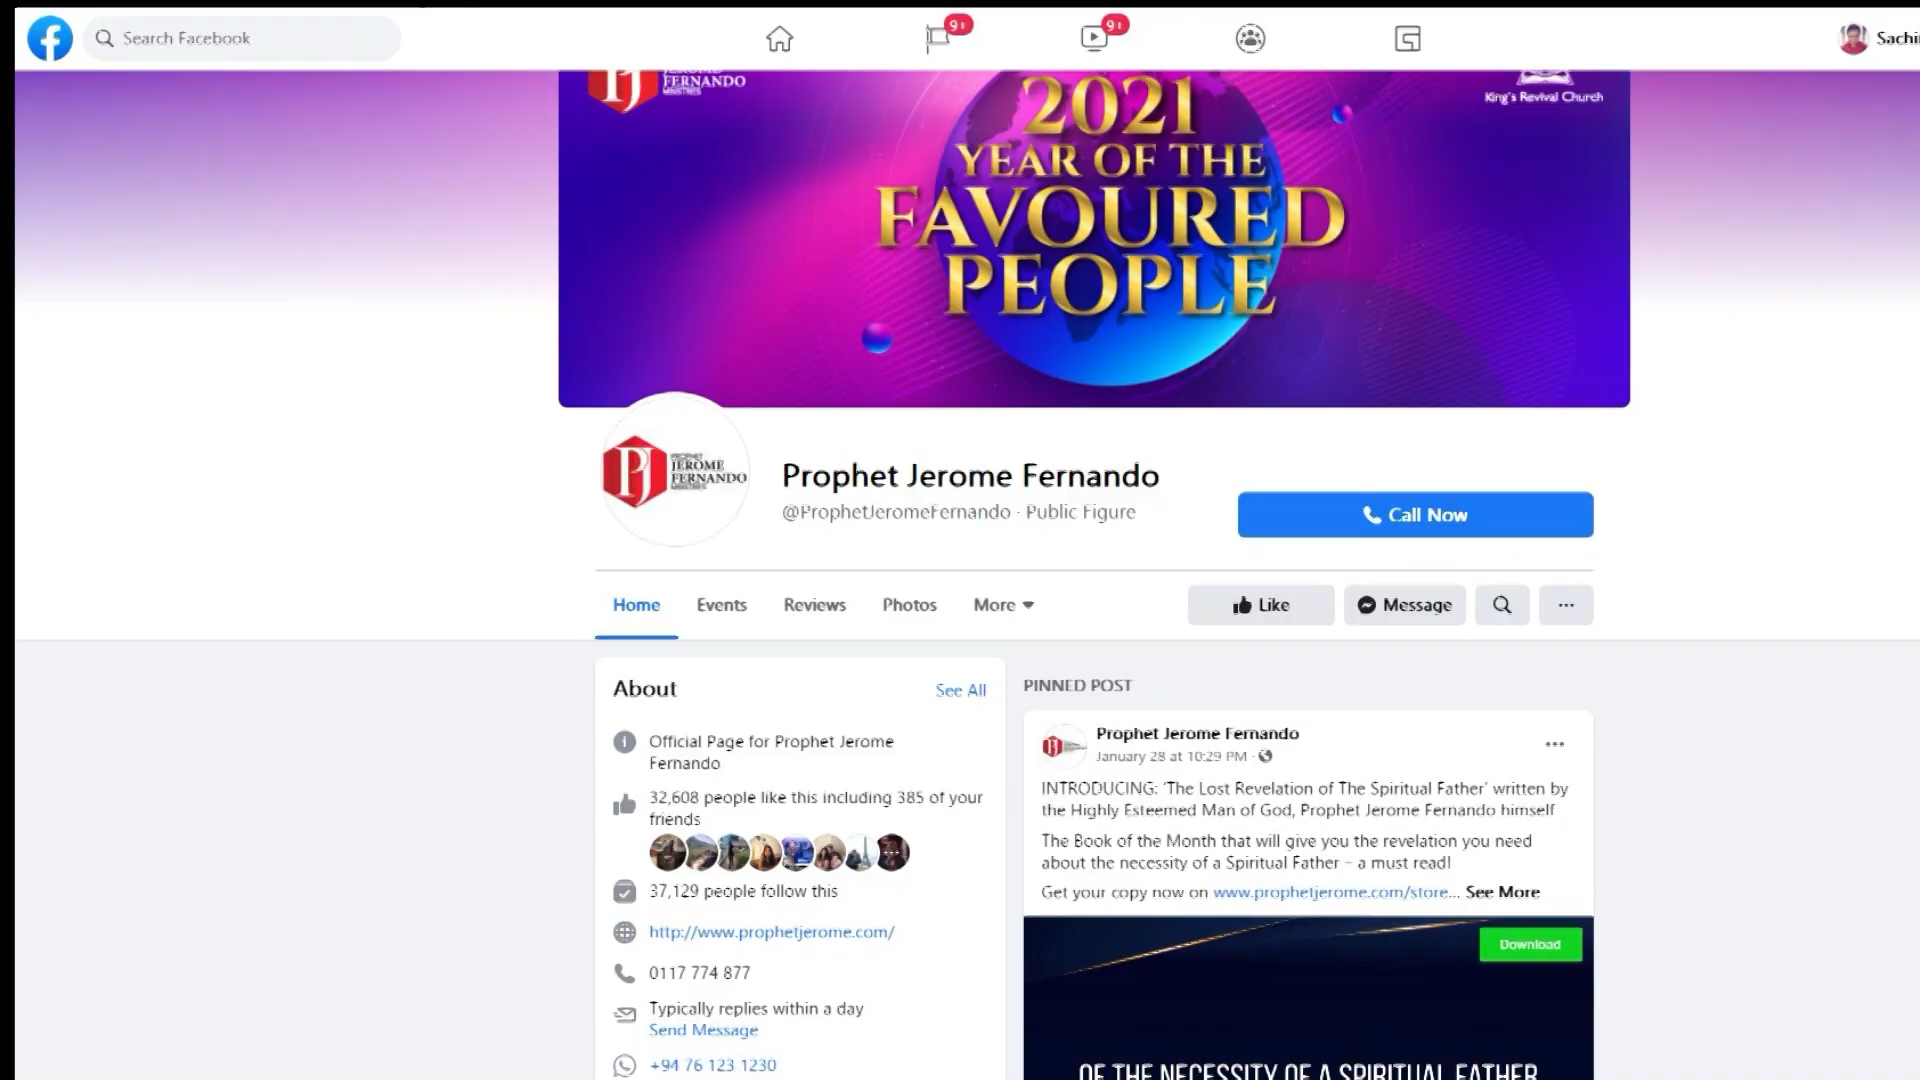 Search Facebook
9+
9+
Sachi
FERNANDO
MINISTRIES
King's Revival Church
2021
YEAR OF THE
FAVOURED
PEOPLE
PJ
PROPHET
JEROME
FERNANDO
MINISTRIES
Prophet Jerome Fernando
@ProphetJeromeFernando · Public Figure
Call Now
Home
Events
Reviews
Photos
More
Like
Message
About
See All
Official Page for Prophet Jerome
Fernando
32,608 people like this including 385 of your
friends
37,129 people follow this
http://www.prophetjerome.com/
0117 774 877
Typically replies within a day
Send Message
+94 76 123 1230
PINNED POST
Prophet Jerome Fernando
January 28 at 10:29 PM ·
INTRODUCING: 'The Lost Revelation of The Spiritual Father' written by
the Highly Esteemed Man of God, Prophet Jerome Fernando himself
The Book of the Month that will give you the revelation you need
about the necessity of a Spiritual Father – a must read!
Get your copy now on www.prophetjerome.com/store... See More
Download
OF THE NECESSITY OF A SPIRITUAL FATHER